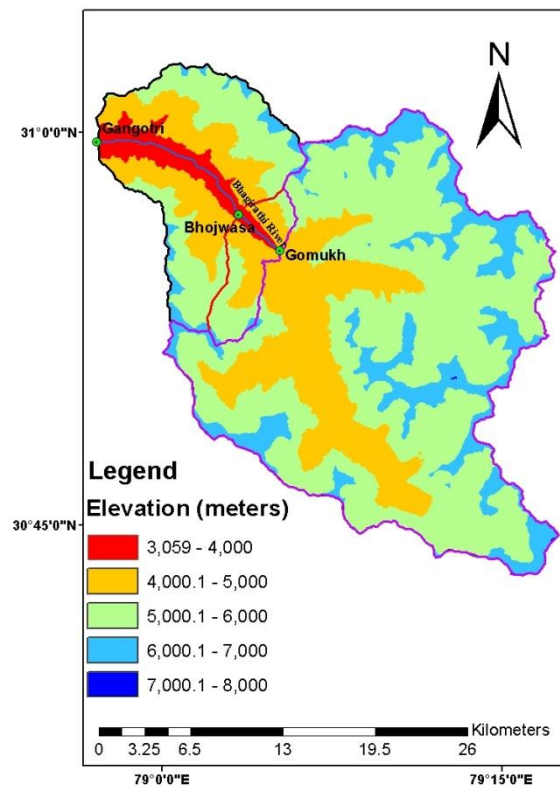 N
31°0'0"N
Gangotri
Bhagirathi River
Bhojwasa
Gomukh
30°45'0"N
Legend
Elevation (meters)
3,059 - 4,000
4,000.1 - 5,000
5,000.1 - 6,000
6,000.1 - 7,000
7,000.1 - 8,000
Kilometers
0 3.25 6.5 13 19.5 26
79°0'0"E 79°15'0"E